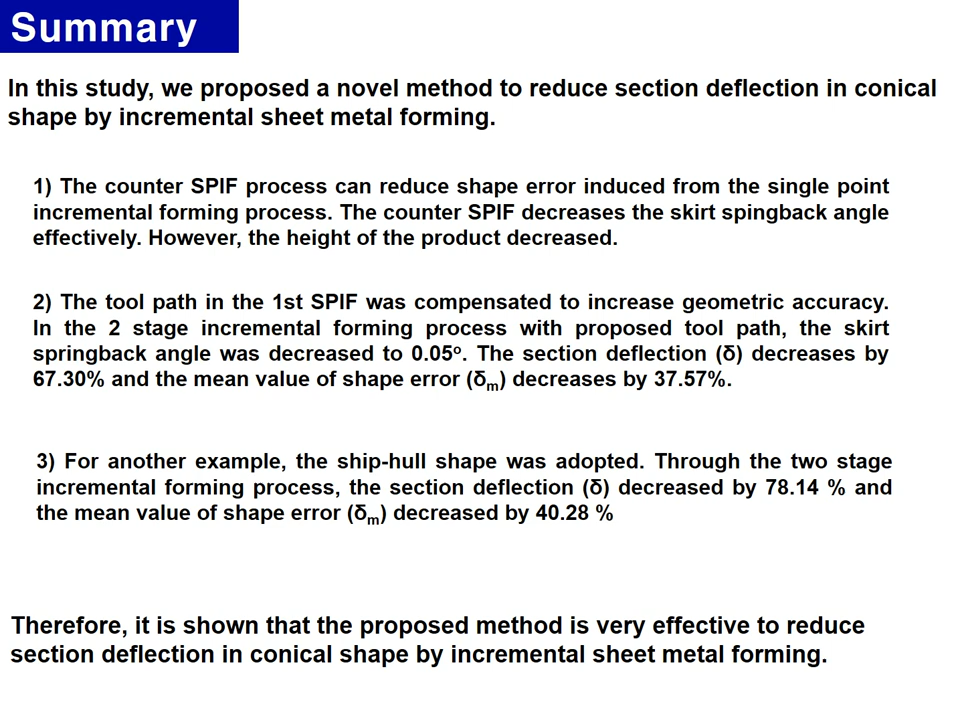 Summary
In this study, we proposed a novel method to reduce section deflection in conical
shape by incremental sheet metal forming.
1) The counter SPIF process can reduce shape error induced from the single point
incremental forming process. The counter SPIF decreases the skirt spingback angle
effectively. However, the height of the product decreased.
2) The tool path in the 1st SPIF was compensated to increase geometric accuracy.
In the 2 stage incremental forming process with proposed tool path, the skirt
springback angle was decreased to 0.05º. The section deflection (δ) decreases by
67.30% and the mean value of shape error (δm) decreases by 37.57%.
3) For another example, the ship-hull shape was adopted. Through the two stage
incremental forming process, the section deflection (δ) decreased by 78.14 % and
the mean value of shape error (δm) decreased by 40.28 %
Therefore, it is shown that the proposed method is very effective to reduce
section deflection in conical shape by incremental sheet metal forming.